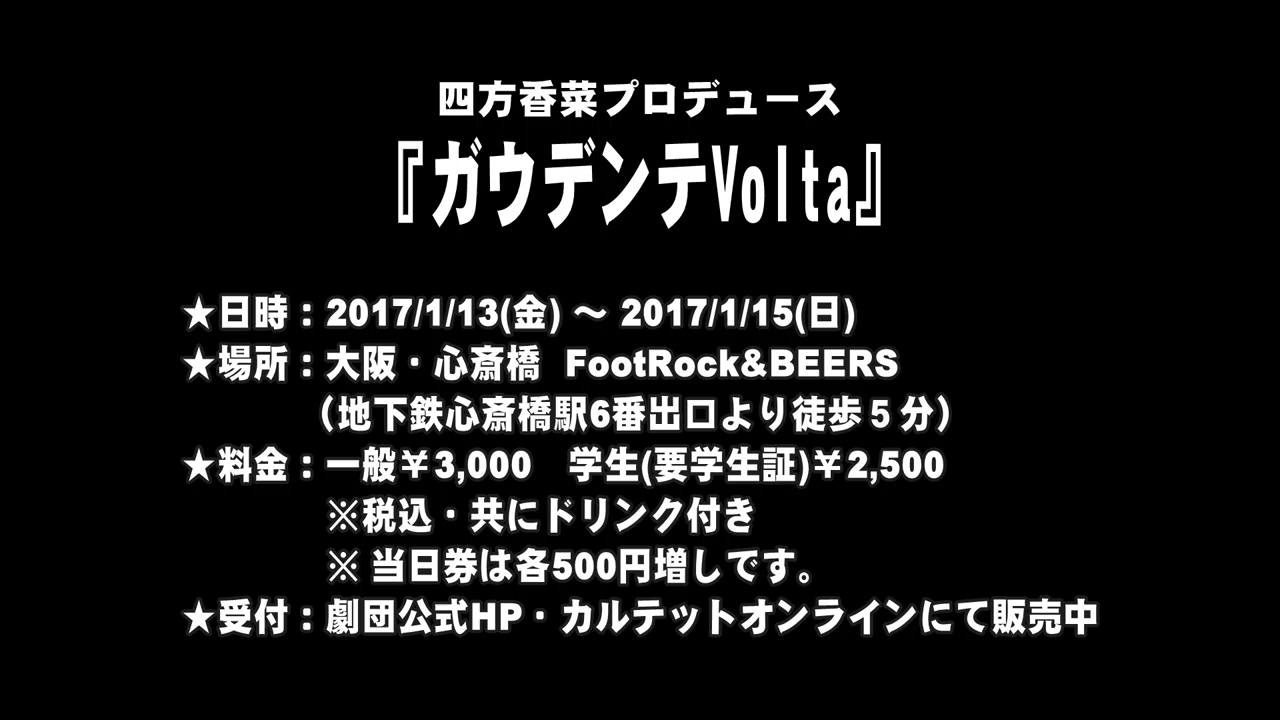 四方香菜プロデュース
『ガウデンテVolta』
★日時：2017/1/13(金) ～ 2017/1/15(日)
★場所：大阪・心斎橋　FootRock&BEERS
（地下鉄心斎橋駅6番出口より徒歩５分）
★料金：一般￥3,000　学生(要学生証)￥2,500
※税込・共にドリンク付き
※ 当日券は各500円増しです。
★受付：劇団公式HP・カルテットオンラインにて販売中